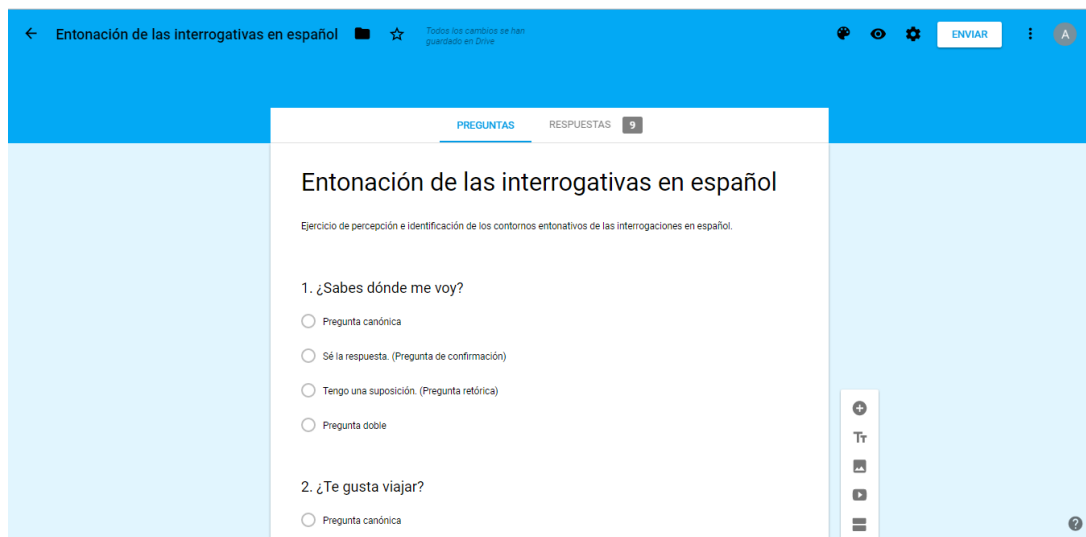 Entonación de las interrogativas en español
Todos los cambios se han
guardado en Drive
ENVIAR
A
PREGUNTAS
RESPUESTAS 9
Entonación de las interrogativas en español
Ejercicio de percepción e identificación de los contornos entonativos de las interrogaciones en español.
1. ¿Sabes dónde me voy?
Pregunta canónica
Sé la respuesta. (Pregunta de confirmación)
Tengo una suposición. (Pregunta retórica)
Pregunta doble
2. ¿Te gusta viajar?
Pregunta canónica
Tт
?